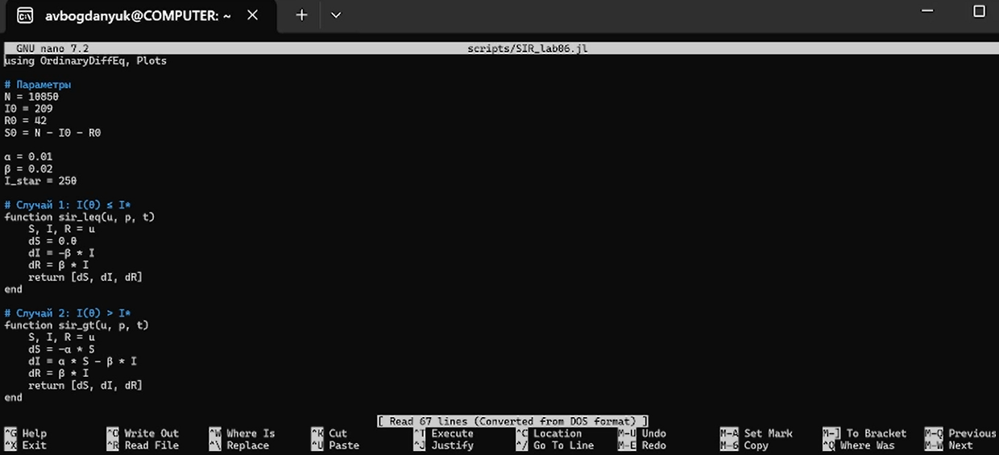 avbogdanyuk@COMPUTER: ~
GNU nano 7.2 scripts/SIR_lab06.jl
using OrdinaryDiffEq, Plots
# Параметры
N = 10850
I0 = 209
R0 = 42
S0 = N - I0 - R0
α = 0.01
β = 0.02
I_star = 250
# Случай 1: I(0) ≤ I*
function sir_leq(u, p, t)
S, I, R = u
dS = 0.0
dI = -β * I
dR = β * I
return [dS, dI, dR]
end
# Случай 2: I(0) > I*
function sir_gt(u, p, t)
S, I, R = u
dS = -α * S
dI = α * S - β * I
dR = β * I
return [dS, dI, dR]
end
[ Read 67 lines (Converted from DOS format) ]
^G Help ^O Write Out ^W Where Is ^K Cut ^T Execute ^C Location M-U Undo M-A Set Mark M-] To Bracket M-Q Previous
^X Exit ^R Read File ^\ Replace ^U Paste ^J Justify ^/ Go To Line M-E Redo M-6 Copy ^Q Where Was M-W Next